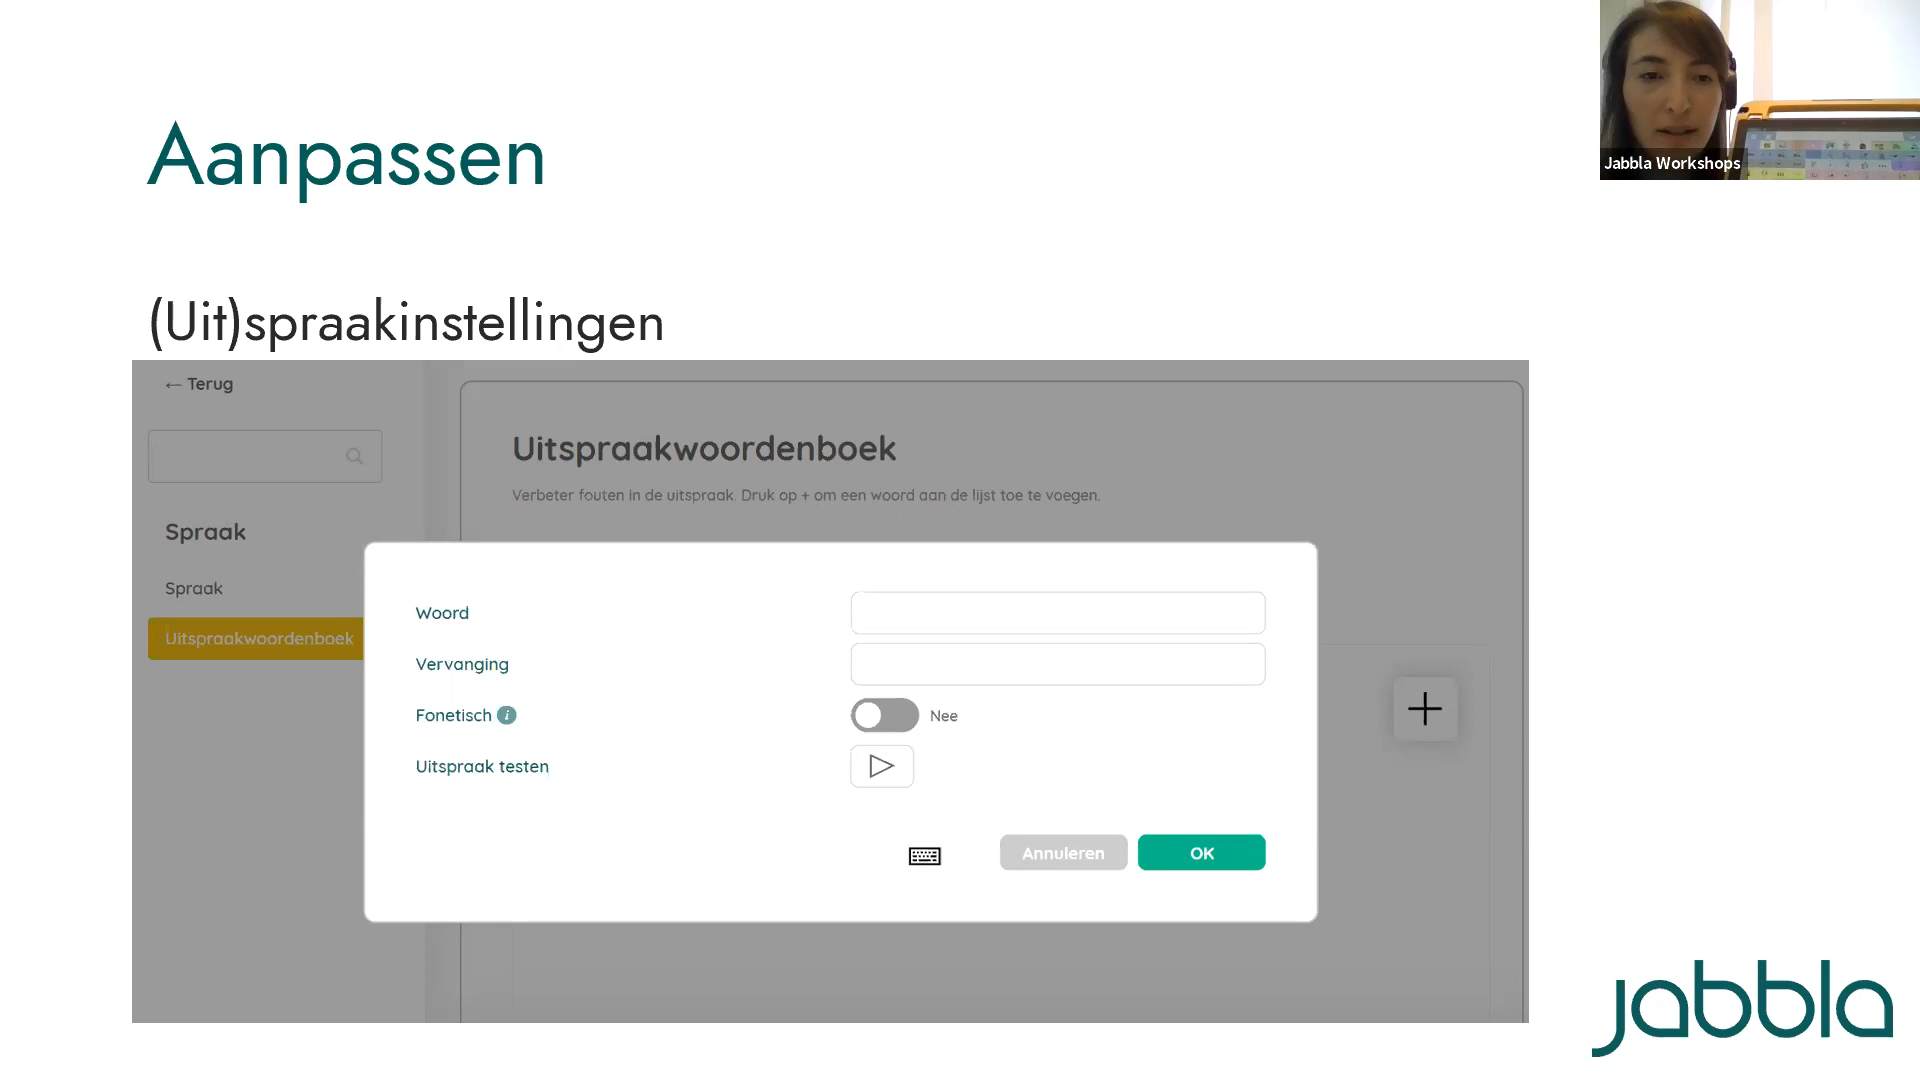 Jabbla Workshops
Aanpassen
(Uit)spraakinstellingen
← Terug
Uitspraakwoordenboek
Verbeter fouten in de uitspraak. Druk op + om een woord aan de lijst toe te voegen.
Spraak
Spraak
Uitspraakwoordenboek
Woord
Vervanging
Fonetisch i
Nee
Uitspraak testen
Annuleren
OK
jabbla